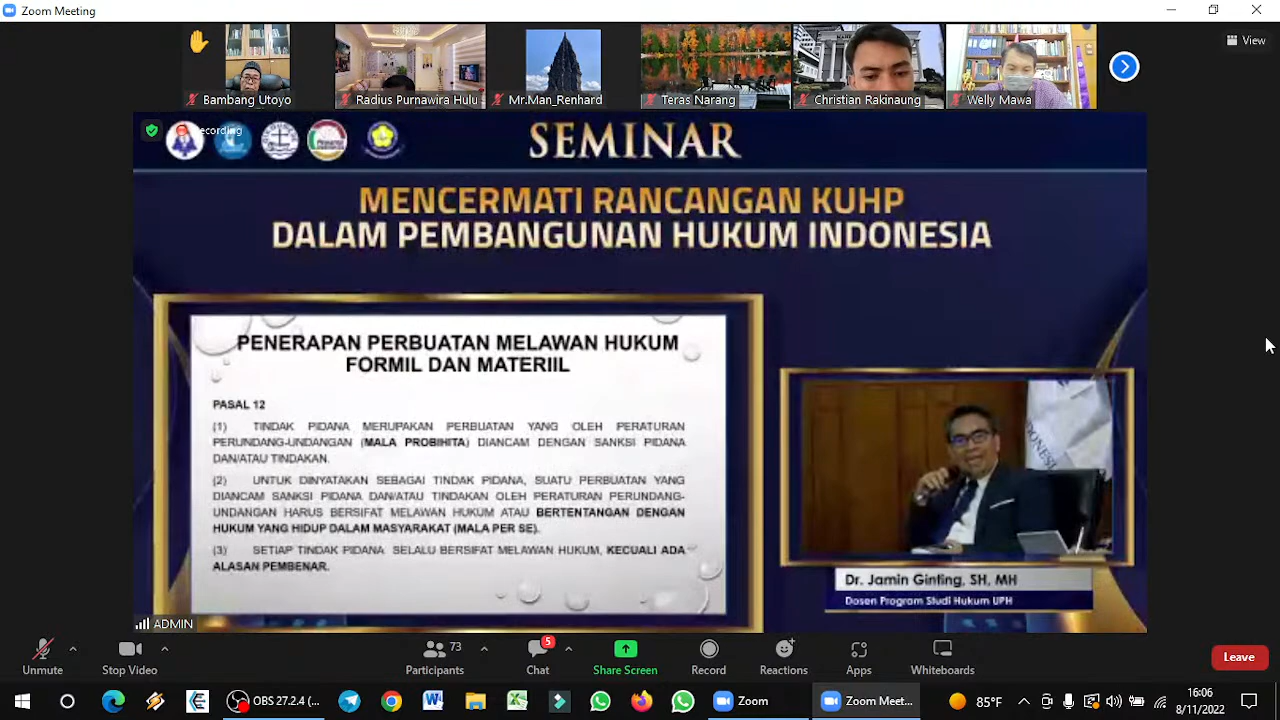 Zoom Meeting
View
Bambang Utoyo
Radius Purnawira Hulu
Mr.Man_Renhard
Teras Narang
Christian Rakinaung
Welly Mawa
Recording
SEMINAR
MENCERMATI RANCANGAN KUHP
DALAM PEMBANGUNAN HUKUM INDONESIA
PENERAPAN PERBUATAN MELAWAN HUKUM
FORMIL DAN MATERIIL
PASAL 12
(1) TINDAK PIDANA MERUPAKAN PERBUATAN YANG OLEH PERATURAN
PERUNDANG-UNDANGAN (MALA PROBIHITA) DIANCAM DENGAN SANKSI PIDANA
DAN/ATAU TINDAKAN.
(2) UNTUK DINYATAKAN SEBAGAI TINDAK PIDANA, SUATU PERBUATAN YANG
DIANCAM SANKSI PIDANA DAN/ATAU TINDAKAN OLEH PERATURAN PERUNDANG-
UNDANGAN HARUS BERSIFAT MELAWAN HUKUM ATAU BERTENTANGAN DENGAN
HUKUM YANG HIDUP DALAM MASYARAKAT (MALA PER SE).
(3) SETIAP TINDAK PIDANA SELALU BERSIFAT MELAWAN HUKUM, KECUALI ADA
ALASAN PEMBENAR.
Dr. Jamin Ginting, SH, MH
Dosen Program Studi Hukum UPH
ADMIN
Unmute
Stop Video
Participants
73
Chat
5
Share Screen
Record
Reactions
Apps
Whiteboards
Leave
OBS 27.2.4 (...
Zoom
Zoom Meet...
85°F
16:06
8/11/2022